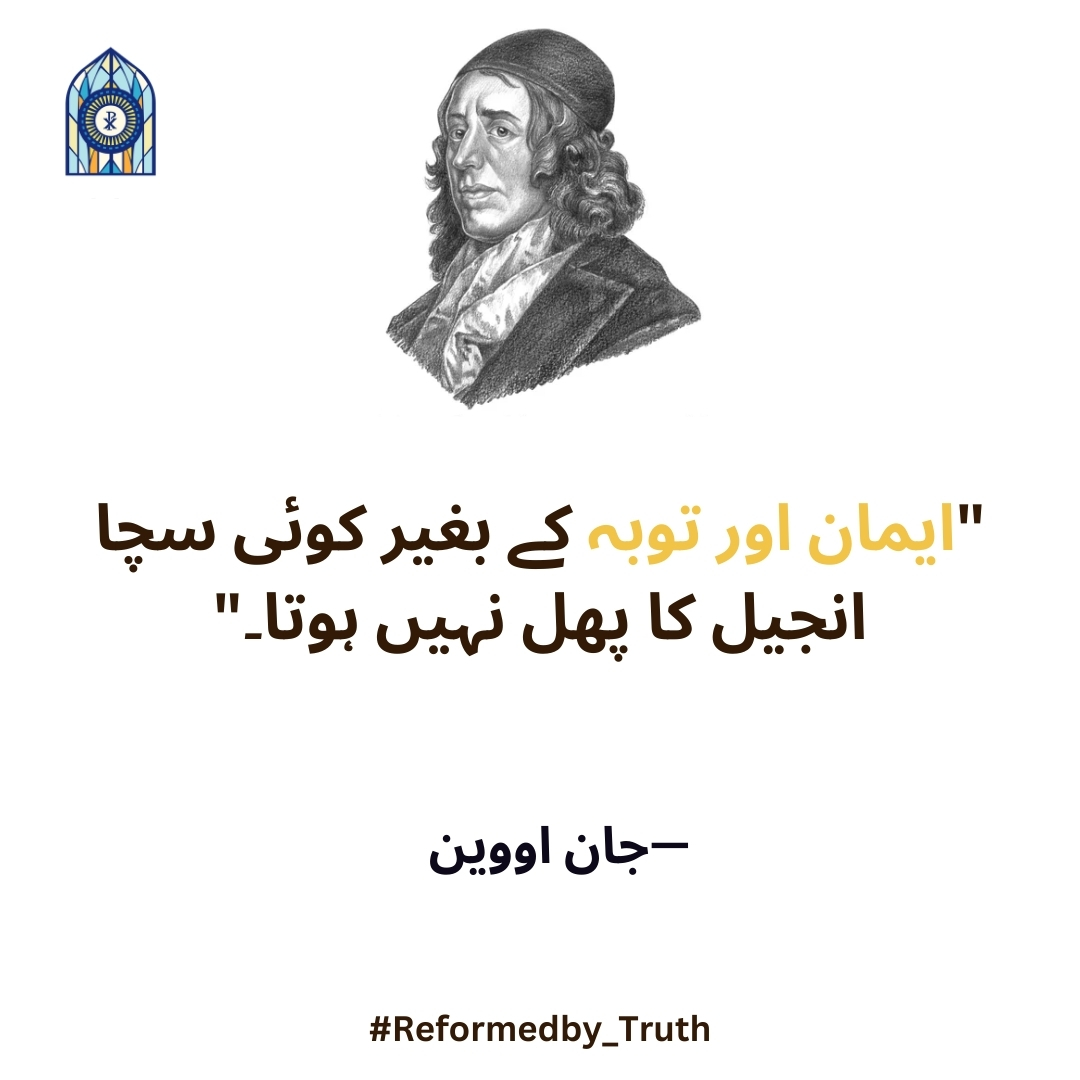 "ایمان اور توبہ کے بغیر کوئی سچا
انجیل کا پھل نہیں ہوتا۔"
—جان اووین
#Reformedby_Truth